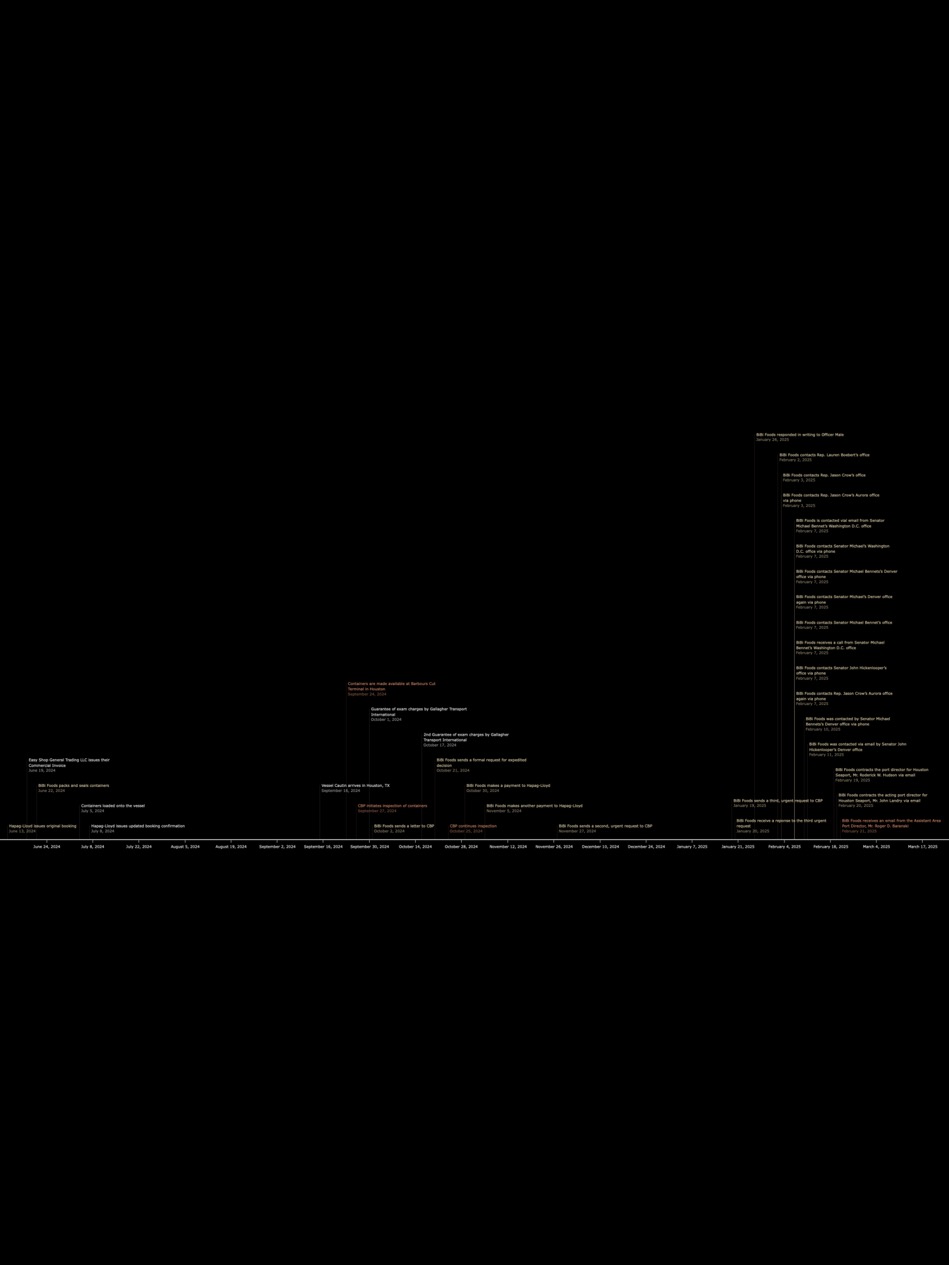 BiBi Foods responded in writing to Officer Male
January 26, 2025
BiBi Foods contacts Rep. Lauren Boebert's office
February 2, 2025
BiBi Foods contacts Rep. Jason Crow's office
February 3, 2025
BiBi Foods contacts Rep. Jason Crow's Aurora office
via phone
February 3, 2025
BiBi Foods is contacted vial email from Senator
Michael Bennet's Washington D.C. office
February 7, 2025
BiBi Foods contacts Senator Michael's Washington
D.C. office via phone
February 7, 2025
BiBi Foods contacts Senator Michael Bennets's Denver
office via phone
February 7, 2025
BiBi Foods contacts Senator Michael's Denver office
again via phone
February 7, 2025
BiBi Foods contacts Senator Michael Bennet's office
February 7, 2025
BiBi Foods receives a call from Senator Michael
Bennet's Washington D.C. office
February 7, 2025
BiBi Foods contacts Senator John Hickenlooper's
office via phone
February 7, 2025
Containers are made available at Barbours Cut
Terminal in Houston
September 24, 2024
BiBi Foods contacts Rep. Jason Crow's Aurora office
again via phone
February 7, 2025
Guarantee of exam charges by Gallagher Transport
International
October 1, 2024
BiBi Foods was contacted by Senator Michael
Bennets's Denver office via phone
February 10, 2025
2nd Guarantee of exam charges by Gallagher
Transport International
October 17, 2024
BiBi Foods was contacted via email by Senator John
Hickenlooper's Denver office
February 11, 2025
Easy Shop General Trading LLC issues their
Commercial Invoice
June 19, 2024
BiBi Foods sends a formal request for expedited
decision
October 21, 2024
BiBi Foods contracts the port director for Houston
Seaport, Mr. Roderick W. Hudson via email
February 19, 2025
BiBi Foods packs and seals containers
June 22, 2024
Vessel Cautin arrives in Houston, TX
September 16, 2024
BiBi Foods makes a payment to Hapag-Lloyd
October 30, 2024
BiBi Foods contracts the acting port director for
Houston Seaport, Mr. John Landry via email
February 20, 2025
Containers loaded onto the vessel
July 5, 2024
CBP initiates inspection of containers
September 27, 2024
BiBi Foods makes another payment to Hapag-Lloyd
November 5, 2024
BiBi Foods sends a third, urgent request to CBP
January 19, 2025
Hapag-Lloyd issues original booking
June 13, 2024
Hapag-Lloyd issues updated booking confirmation
July 8, 2024
BiBi Foods sends a letter to CBP
October 2, 2024
CBP continues inspection
October 25, 2024
BiBi Foods sends a second, urgent request to CBP
November 27, 2024
BiBi Foods receive a reponse to the third urgent
request
January 20, 2025
BiBi Foods receives an email from the Assistant Area
Port Director, Mr. Roger D.
February 21, 2025
June 24, 2024
July 8, 2024
July 22, 2024
August 5, 2024
August 19, 2024
September 2, 2024
September 16, 2024
September 30, 2024
October 14, 2024
October 28, 2024
November 12, 2024
November 26, 2024
December 10, 2024
December 24, 2024
January 7, 2025
January 21, 2025
February 4, 2025
February 18, 2025
March 4, 2025
March 17, 2025